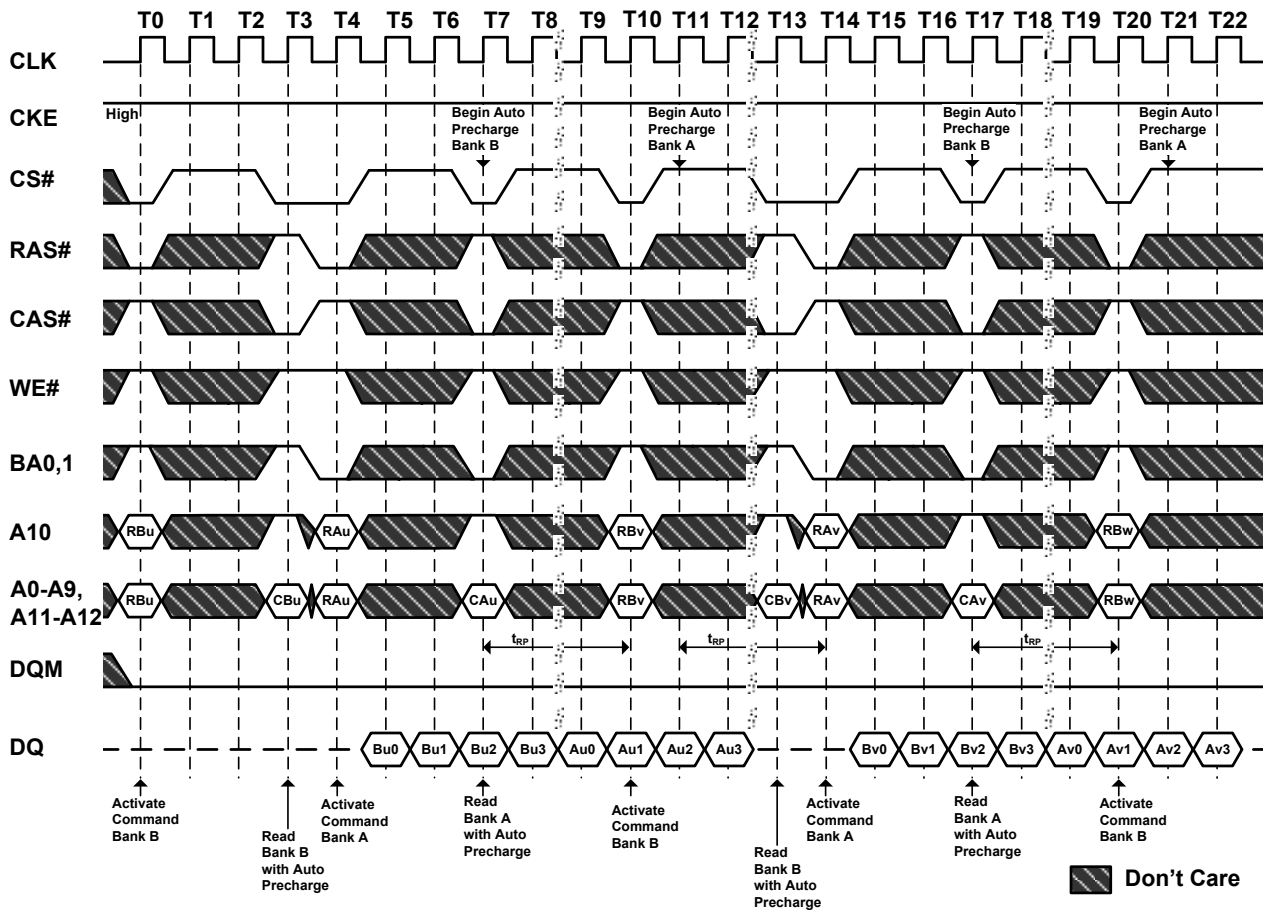 T0 T1 T2 T3 T4 T5 T6 T7 T8 T9 T10 T11 T12 T13 T14 T15 T16 T17 T18 T19 T20 T21 T22
CLK
CKE
High
Begin Auto
Precharge
Bank B
Begin Auto
Precharge
Bank A
Begin Auto
Precharge
Bank B
Begin Auto
Precharge
Bank A
CS#
RAS#
CAS#
WE#
BA0,1
A10
RBu RAu RBv RAv RBw
A0-A9,
A11-A12
RBu CBu RAu CAu RBv CBv RAv CAv RBw
tRP tRP tRP
DQM
DQ
Bu0 Bu1 Bu2 Bu3 Au0 Au1 Au2 Au3 Bv0 Bv1 Bv2 Bv3 Av0 Av1 Av2 Av3
Activate
Command
Bank B
Read
Bank B
with Auto
Precharge
Activate
Command
Bank A
Read
Bank A
with Auto
Precharge
Activate
Command
Bank B
Read
Bank B
with Auto
Precharge
Activate
Command
Bank A
Read
Bank A
with Auto
Precharge
Activate
Command
Bank B
Don't Care